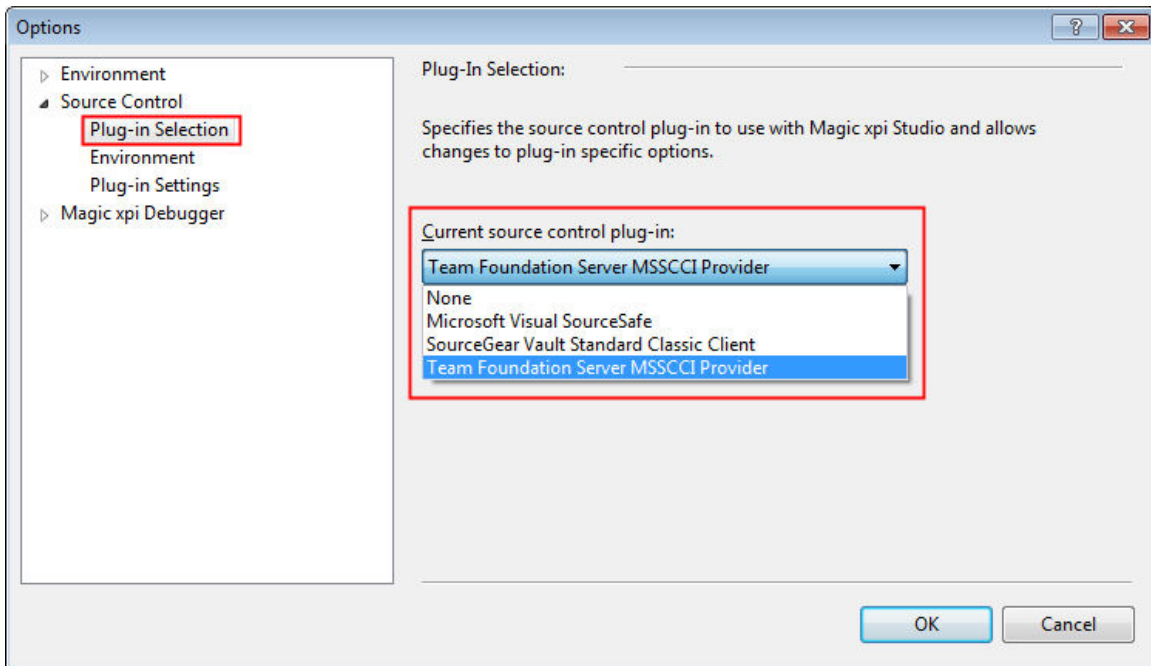 Options
Environment
Source Control
Plug-in Selection
Environment
Plug-in Settings
Magic xpi Debugger
Plug-In Selection:
Specifies the source control plug-in to use with Magic xpi Studio and allows
changes to plug-in specific options.
Current source control plug-in:
Team Foundation Server MSSCCI Provider
None
Microsoft Visual SourceSafe
SourceGear Vault Standard Classic Client
Team Foundation Server MSSCCI Provider
OK
Cancel